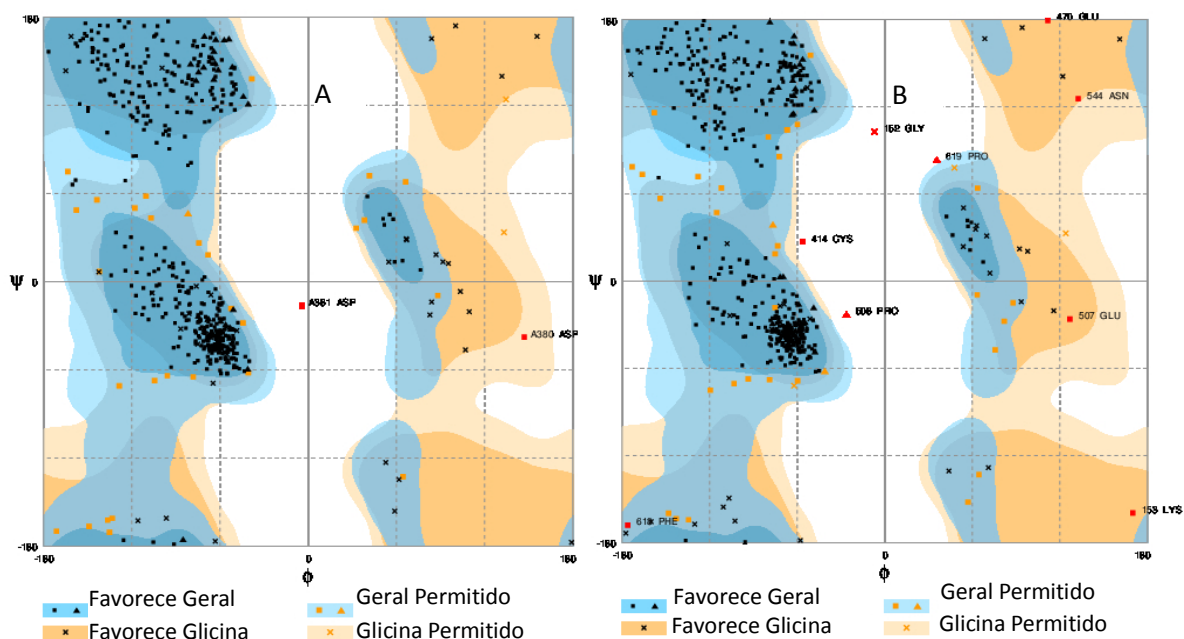 180
A
Ψ
0
A381 ASP
A380 ASP
-180
-180
0
180
Φ
Favorece Geral
Geral Permitido
Favorece Glicina
Glicina Permitido
180
470 GLU
B
544 ASN
152 GLY
619 PRO
414 CYS
Ψ
0
PRO
507 GLU
153 LYS
PHE
-180
-180
0
180
Φ
Favorece Geral
Geral Permitido
Favorece Glicina
Glicina Permitido